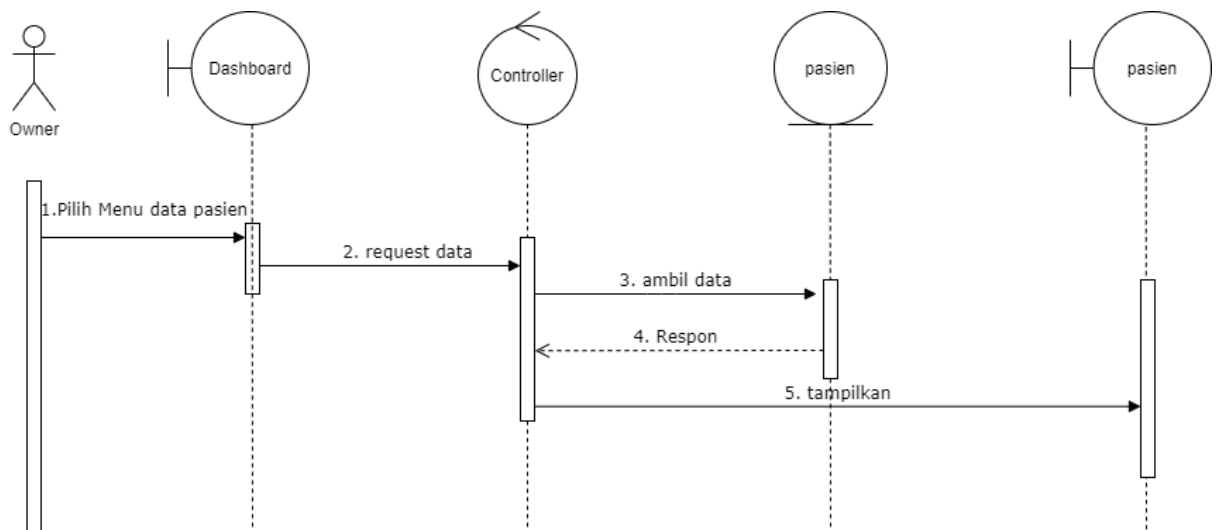 Owner
Dashboard
Controller
pasien
pasien
1.Pilih Menu data pasien
2. request data
3. ambil data
4. Respon
5. tampilkan